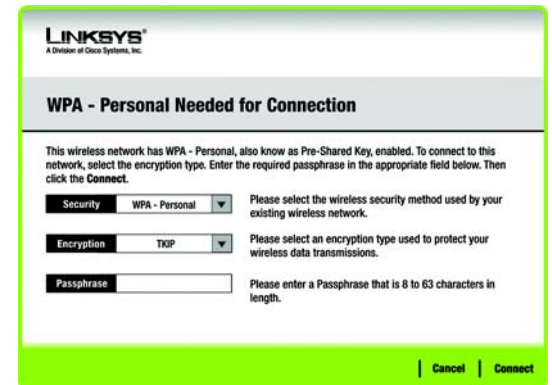 LINKSYS®
A Division of Cisco Systems, Inc.
WPA - Personal Needed for Connection
This wireless network has WPA - Personal, also know as Pre-Shared Key, enabled. To connect to this
network, select the encryption type. Enter the required passphrase in the appropriate field below. Then
click the Connect.
Security WPA - Personal
Please select the wireless security method used by your
existing wireless network.
Encryption TKIP
Please select an encryption type used to protect your
wireless data transmissions.
Passphrase
Please enter a Passphrase that is 8 to 63 characters in
length.
Cancel Connect